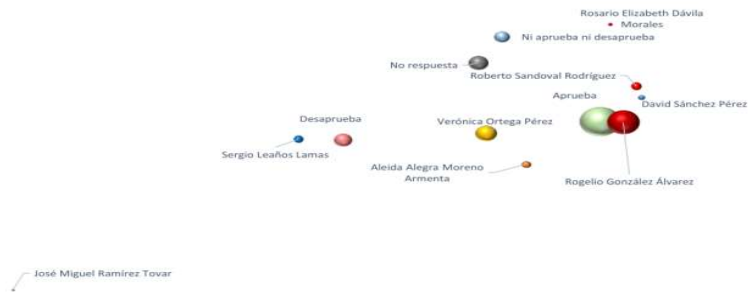 Rosario Elizabeth Dávila
Morales
Ni aprueba ni desaprueba
No respuesta
Roberto Sandoval Rodríguez
Aprueba
David Sánchez Pérez
Desaprueba
Verónica Ortega Pérez
Sergio Leaños Lamas
Aleida Alegra Moreno
Armenta
Rogelio González Álvarez
José Miguel Ramírez Tovar